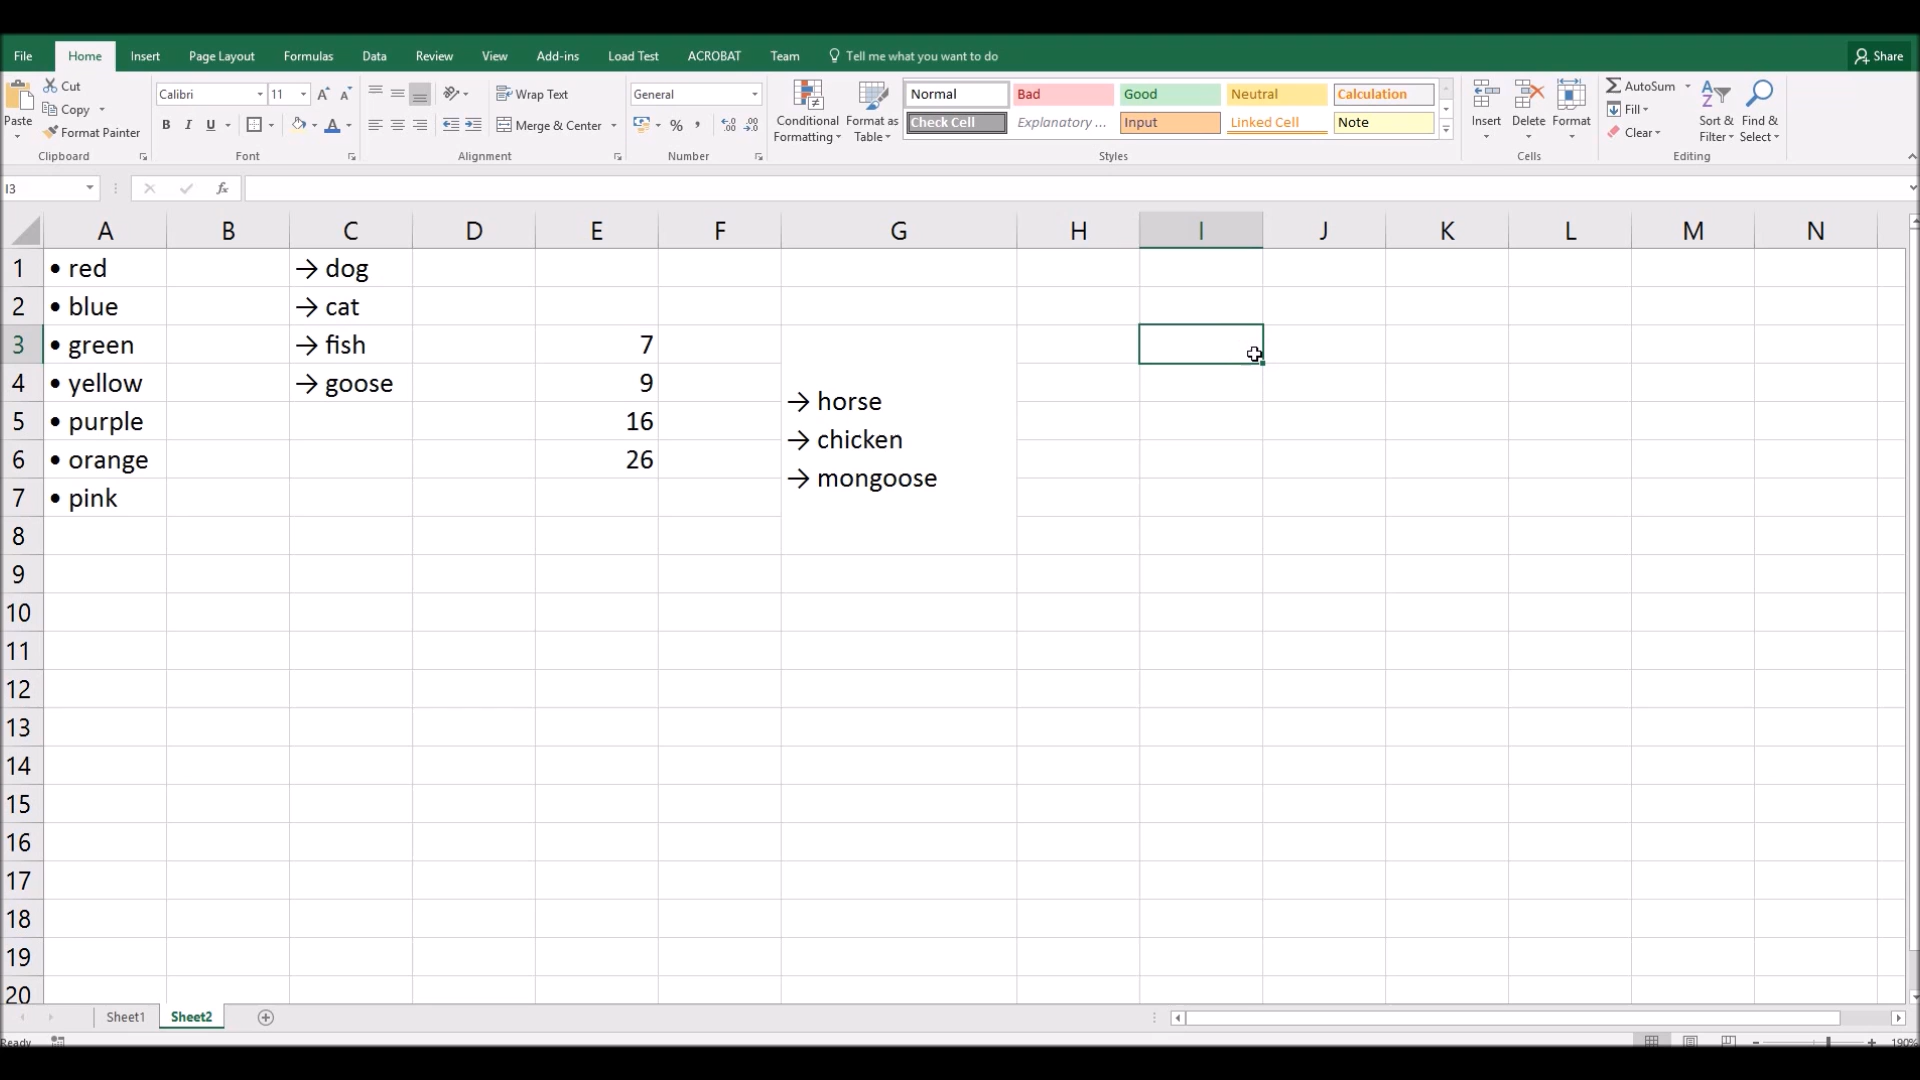 File Home Insert Page Layout Formulas Data Review View Add-ins Load Test ACROBAT Team Tell me what you want to do Share
Paste Cut Copy Format Painter Clipboard
Calibri 11 B I U Font
Wrap Text Merge & Center Alignment
General % , Number
Conditional Formatting Format as Table
Normal Bad Good Neutral Calculation
Check Cell Explanatory ... Input Linked Cell Note
Styles
Insert Delete Format Cells
AutoSum Fill Clear Sort & Filter Find & Select Editing
I3 fx
A B C D E F G H I J K L M N
1 • red → dog
2 • blue → cat
3 • green → fish 7
4 • yellow → goose 9
→ horse
5 • purple 16
→ chicken
6 • orange 26
→ mongoose
7 • pink
8
9
10
11
12
13
14
15
16
17
18
19
20
Sheet1 Sheet2
Ready 190%